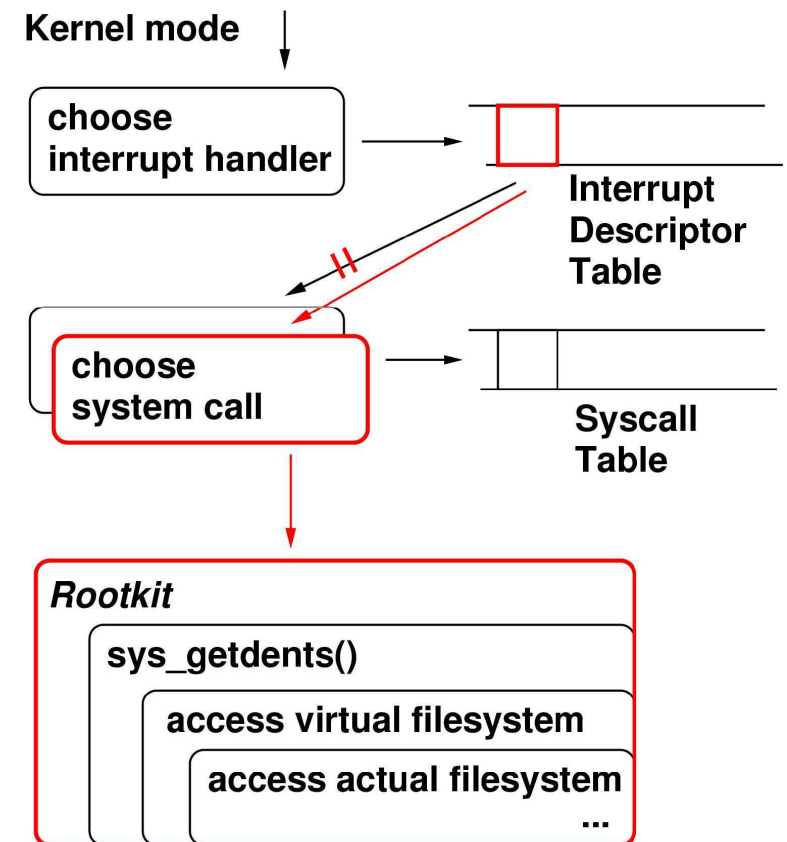 Kernel mode
choose
interrupt handler
Interrupt
Descriptor
Table
choose
system call
Syscall
Table
Rootkit
sys_getdents()
access virtual filesystem
access actual filesystem
...